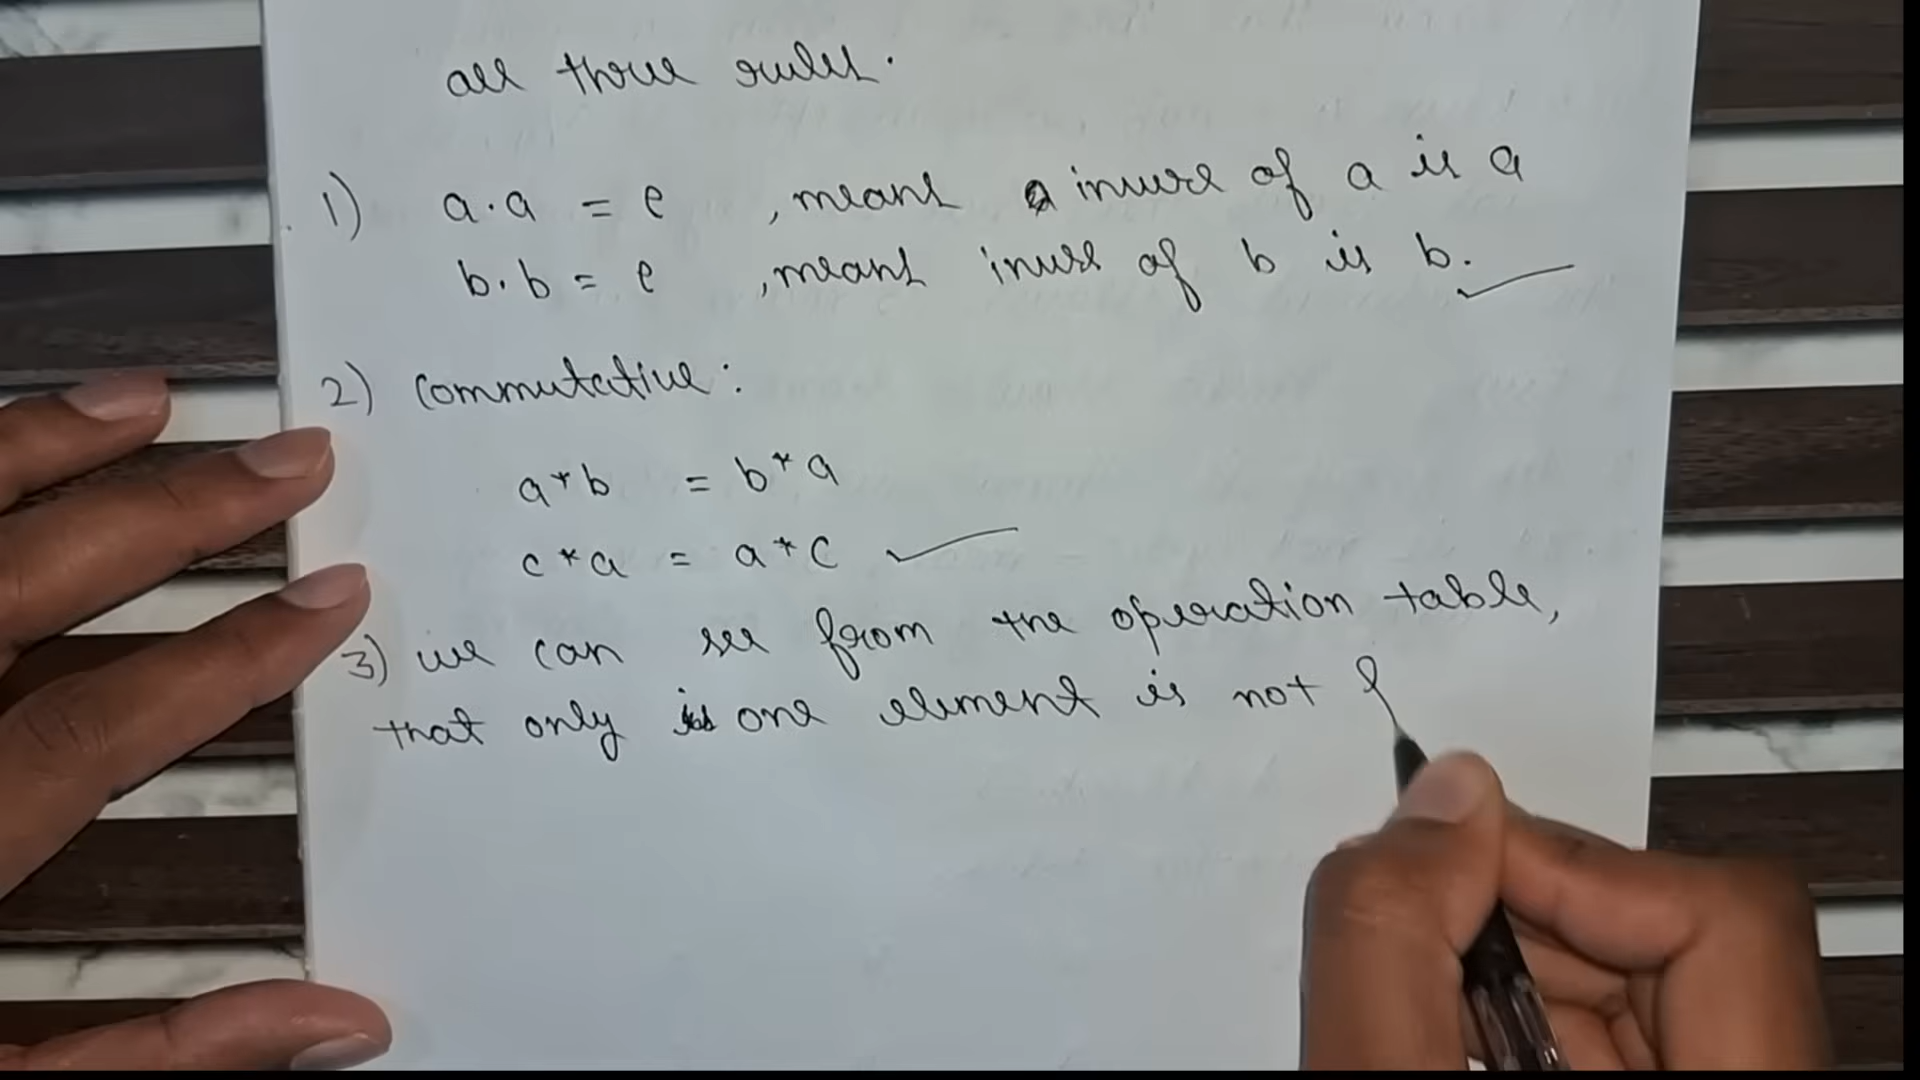 all three rules.
1) a.a = e , means inverse of a is a
b.b = e , means inverse of b is b.
2) Commutative:
a*b = b*a
c*a = a*c
3) we can see from the operation table,
that only one element is not